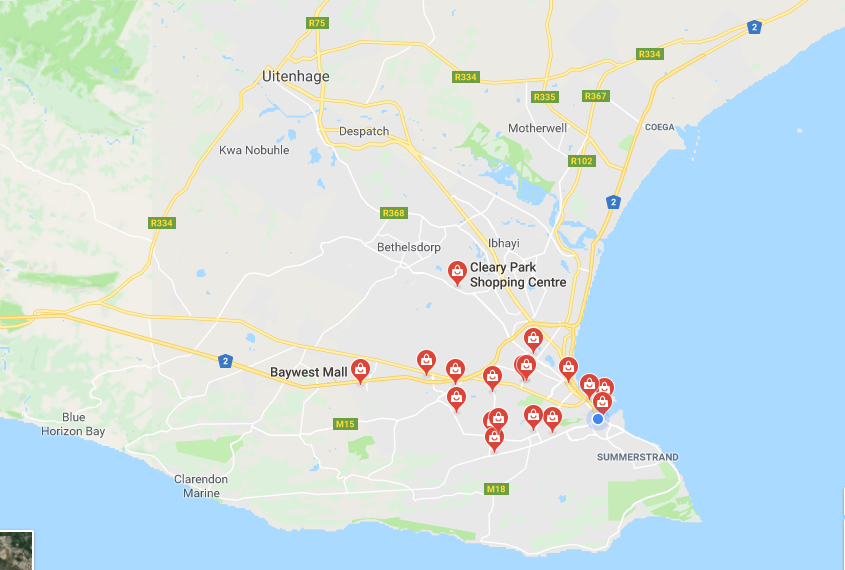 R75
2
R334
Uitenhage
R334
R335
R367
COEGA
Despatch
Motherwell
Kwa Nobuhle
R102
2
R334
R368
Bethelsdorp
Ibhayi
Cleary Park
Shopping Centre
2
Baywest Mall
Blue
Horizon Bay
M15
SUMMERSTRAND
Clarendon
Marine
M18